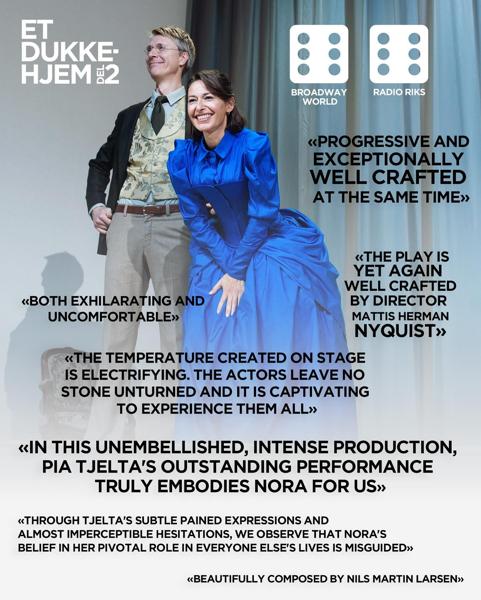 ET
DUKKE-
HJEM DEL 2
BROADWAY
WORLD
RADIO RIKS
«PROGRESSIVE AND
EXCEPTIONALLY
WELL CRAFTED
AT THE SAME TIME»
«THE PLAY IS
YET AGAIN
WELL CRAFTED
BY DIRECTOR
MATTIS HERMAN
NYQUIST»
«BOTH EXHILARATING AND
UNCOMFORTABLE»
«THE TEMPERATURE CREATED ON STAGE
IS ELECTRIFYING. THE ACTORS LEAVE NO
STONE UNTURNED AND IT IS CAPTIVATING
TO EXPERIENCE THEM ALL»
«IN THIS UNEMBELLISHED, INTENSE PRODUCTION,
PIA TJELTA'S OUTSTANDING PERFORMANCE
TRULY EMBODIES NORA FOR US»
«THROUGH TJELTA'S SUBTLE PAINED EXPRESSIONS AND
ALMOST IMPERCEPTIBLE HESITATIONS, WE OBSERVE THAT NORA'S
BELIEF IN HER PIVOTAL ROLE IN EVERYONE ELSE'S LIVES IS MISGUIDED»
«BEAUTIFULLY COMPOSED BY NILS MARTIN LARSEN»